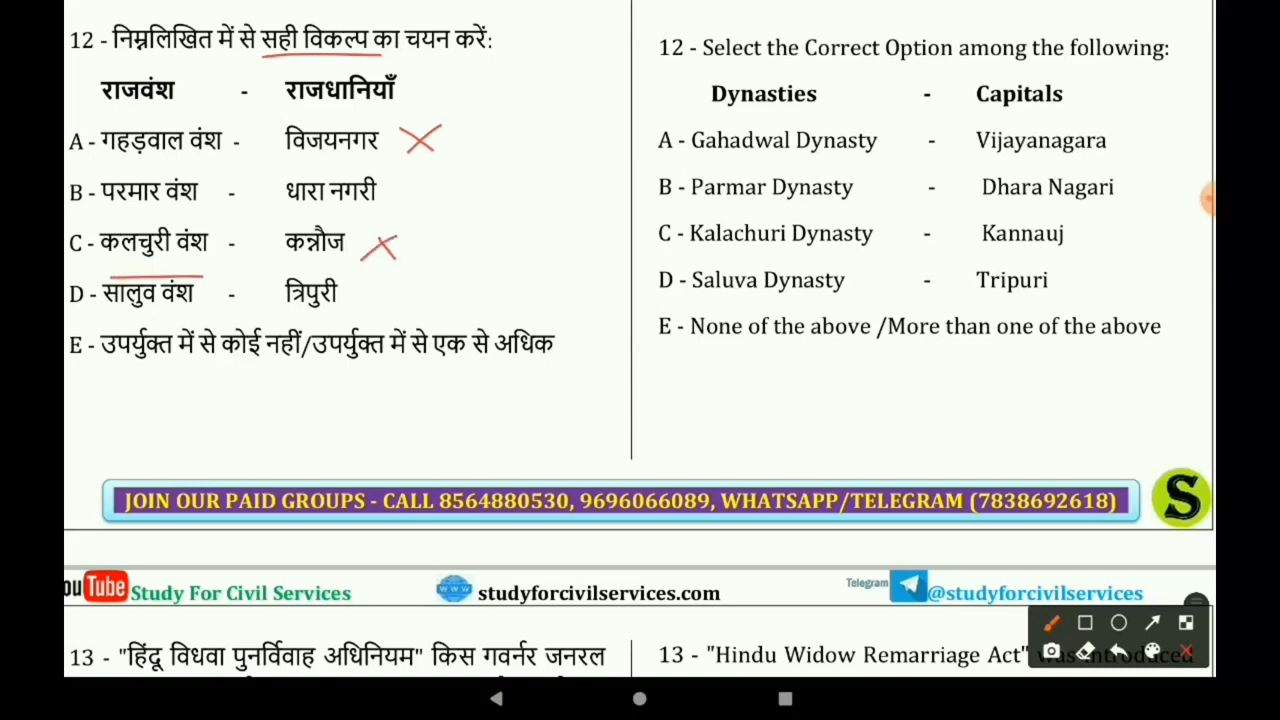 12 - निम्नलिखित में से सही विकल्प का चयन करें:
राजवंश - राजधानियाँ
A - गहड़वाल वंश - विजयनगर
B - परमार वंश - धारा नगरी
C - कलचुरी वंश - कन्नौज
D - सालुव वंश - त्रिपुरी
E - उपर्युक्त में से कोई नहीं/उपर्युक्त में से एक से अधिक
12 - Select the Correct Option among the following:
Dynasties - Capitals
A - Gahadwal Dynasty - Vijayanagara
B - Parmar Dynasty - Dhara Nagari
C - Kalachuri Dynasty - Kannauj
D - Saluva Dynasty - Tripuri
E - None of the above /More than one of the above
JOIN OUR PAID GROUPS - CALL 8564880530, 9696066089, WHATSAPP/TELEGRAM (7838692618)
S
ouTube Study For Civil Services
www studyforcivilservices.com
Telegram @studyforcivilservices
13 - "हिंदू विधवा पुनर्विवाह अधिनियम" किस गवर्नर जनरल
13 - "Hindu Widow Remarriage Act" was introduced